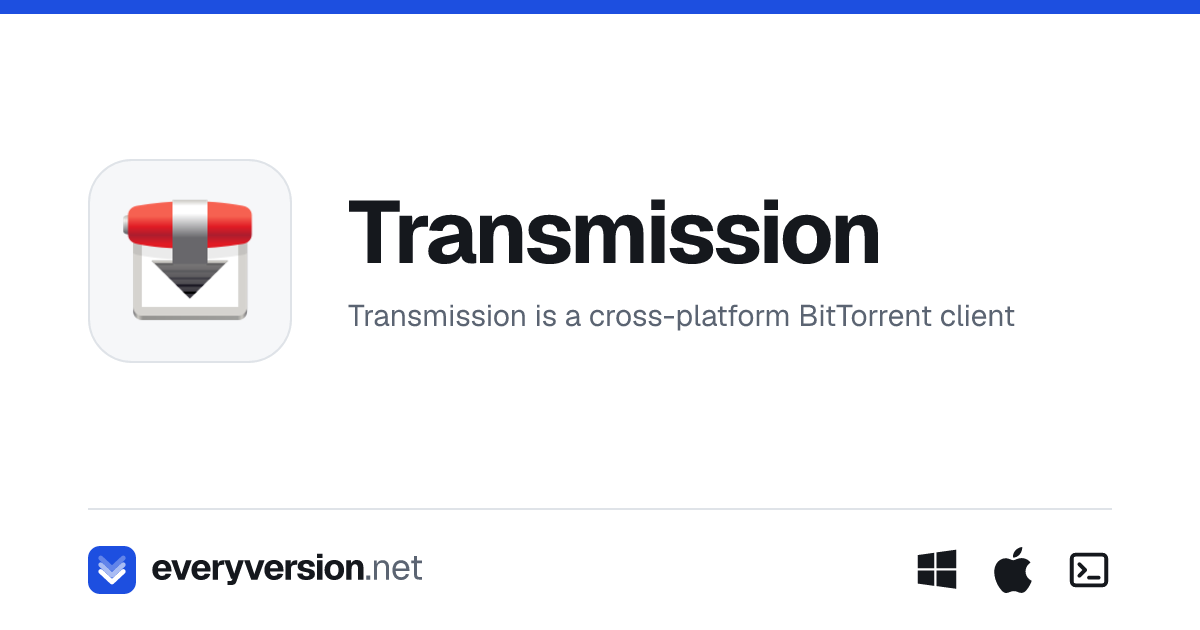 Transmission
Transmission is a cross-platform BitTorrent client
everyversion.net